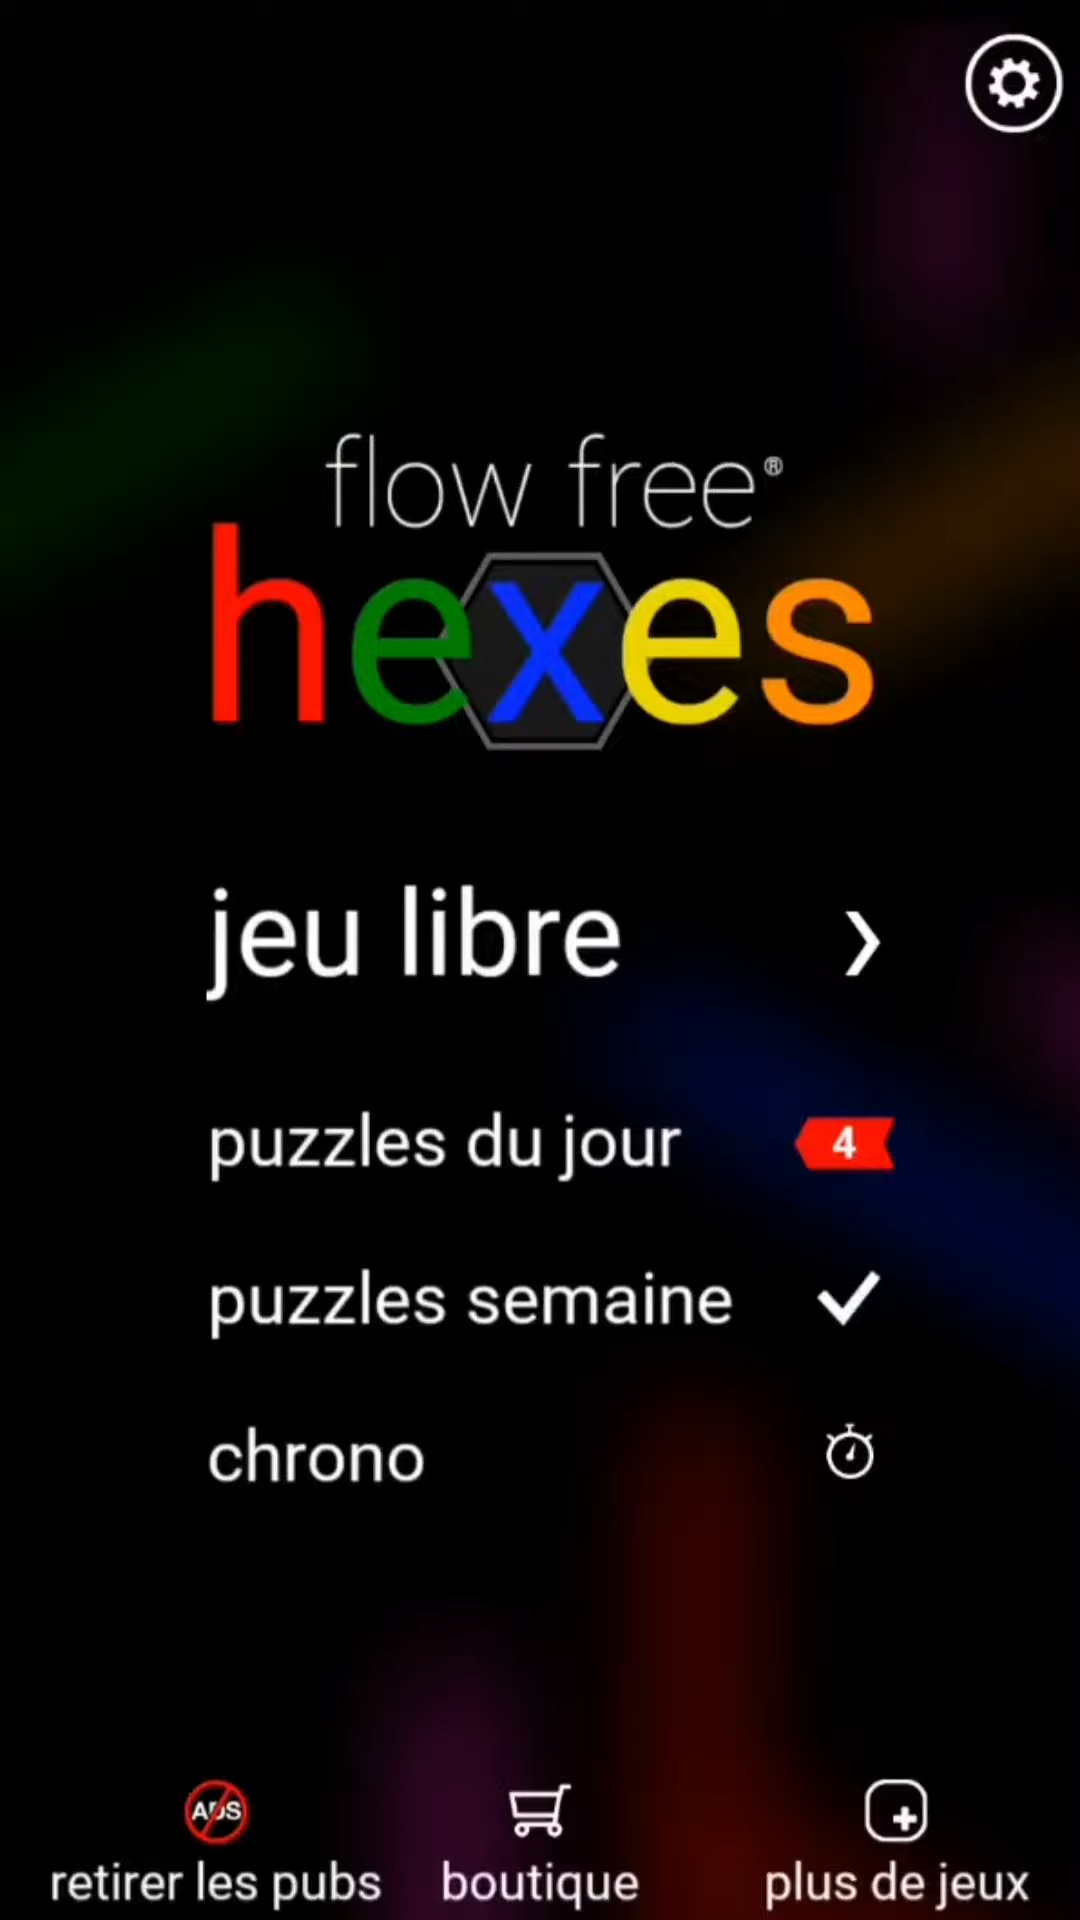 flow free®
hexes
jeu libre
puzzles du jour 4
puzzles semaine
chrono
ADS
retirer les pubs boutique plus de jeux